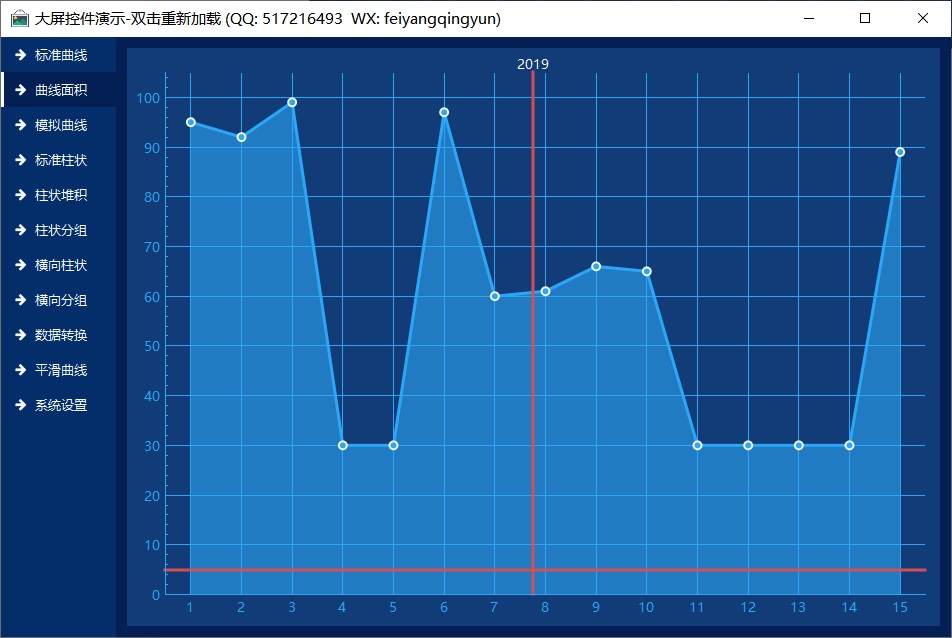 大屏控件演示-双击重新加载 (QQ: 517216493  WX: feiyangqingyun)
标准曲线
曲线面积
模拟曲线
标准柱状
柱状堆积
柱状分组
横向柱状
横向分组
数据转换
平滑曲线
系统设置
2019
100
90
80
70
60
50
40
30
20
10
0
1 2 3 4 5 6 7 8 9 10 11 12 13 14 15